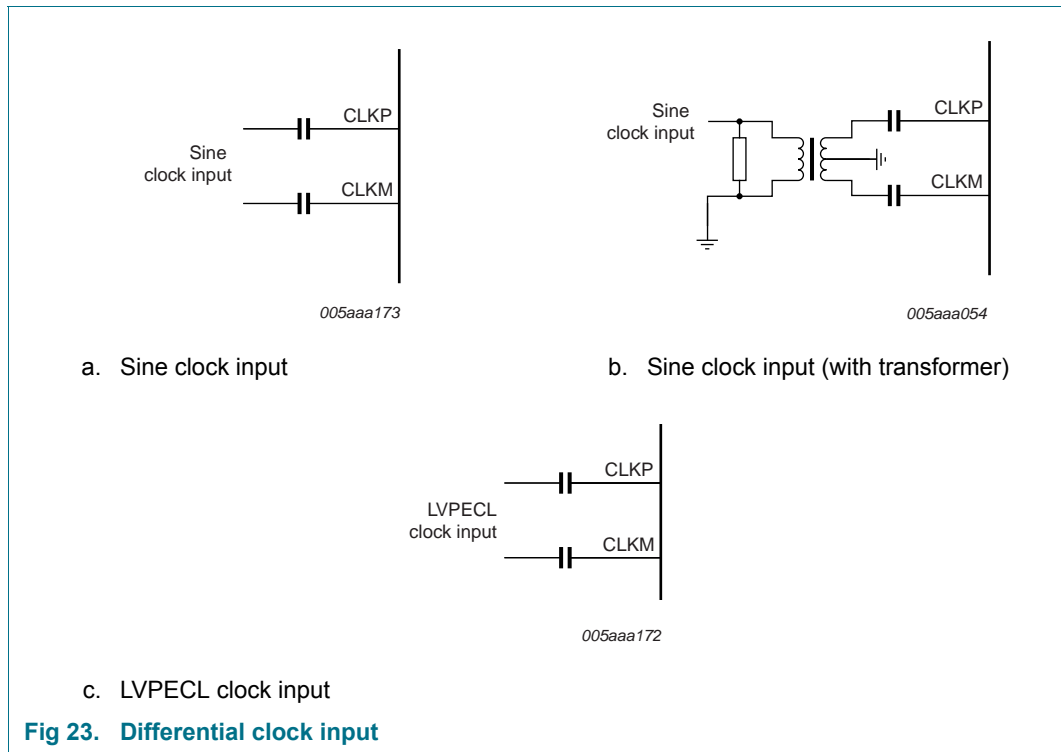 CLKP
Sine
clock input
CLKM
005aaa173
a. Sine clock input
Sine
clock input
CLKP
CLKM
005aaa054
b. Sine clock input (with transformer)
CLKP
LVPECL
clock input
CLKM
005aaa172
c. LVPECL clock input
Fig 23. Differential clock input